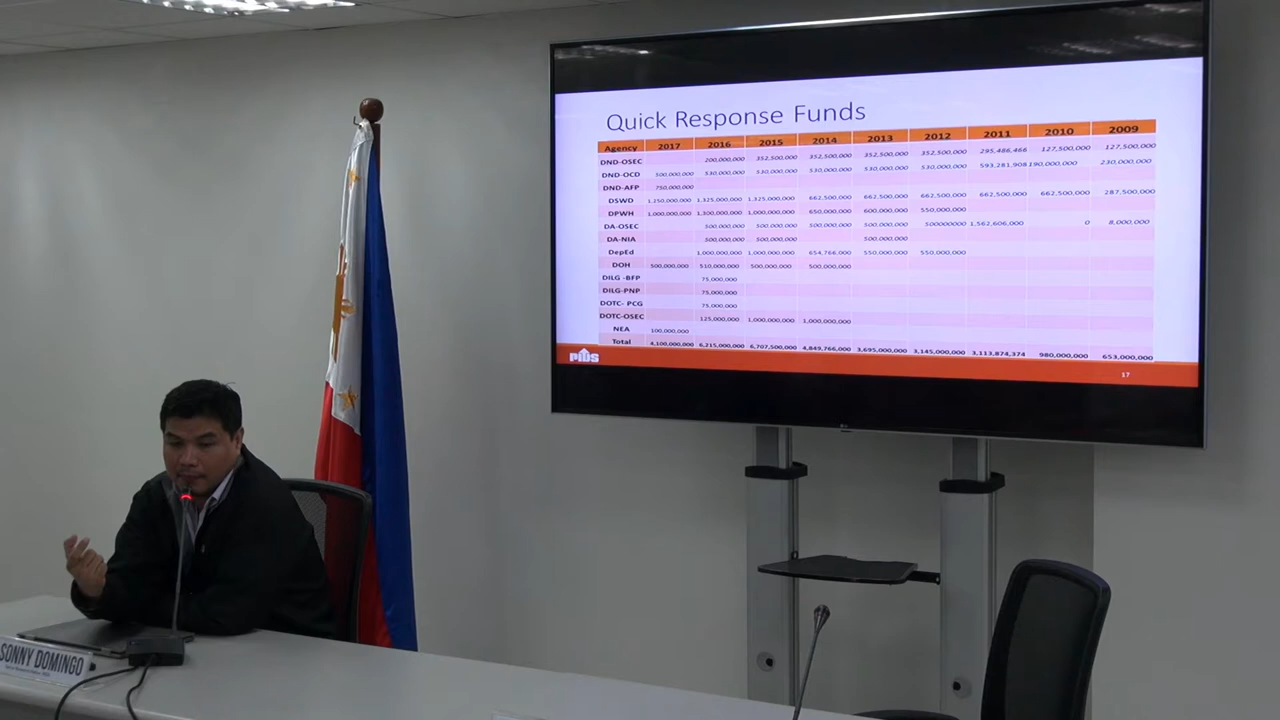 Quick Response Funds
Agency 2017 2016 2015 2014 2013 2012 2011 2010 2009
DND-OSEC 200,000,000 352,500,000 352,500,000 352,500,000 352,500,000 295,486,466 127,500,000 127,500,000
DND-OCD 500,000,000 530,000,000 530,000,000 530,000,000 530,000,000 530,000,000 593,281,908 190,000,000 230,000,000
DND-AFP 750,000,000
DSWD 1,250,000,000 1,325,000,000 1,325,000,000 662,500,000 662,500,000 662,500,000 662,500,000 662,500,000 287,500,000
DPWH 1,000,000,000 1,300,000,000 1,000,000,000 650,000,000 600,000,000 550,000,000
DA-OSEC 500,000,000 500,000,000 500,000,000 500,000,000 500000000 1,562,606,000 0 8,000,000
DA-NIA 500,000,000 500,000,000 500,000,000
DepEd 1,000,000,000 1,000,000,000 654,766,000 550,000,000 550,000,000
DOH 500,000,000 510,000,000 500,000,000 500,000,000
DILG -BFP 75,000,000
DILG-PNP 75,000,000
DOTC- PCG 75,000,000
DOTC-OSEC 125,000,000 1,000,000,000 1,000,000,000
NEA 100,000,000
Total 4,100,000,000 6,215,000,000 6,707,500,000 4,849,766,000 3,695,000,000 3,145,000,000 3,113,874,374 980,000,000 653,000,000
PIDS
17
SONNY DOMINGO